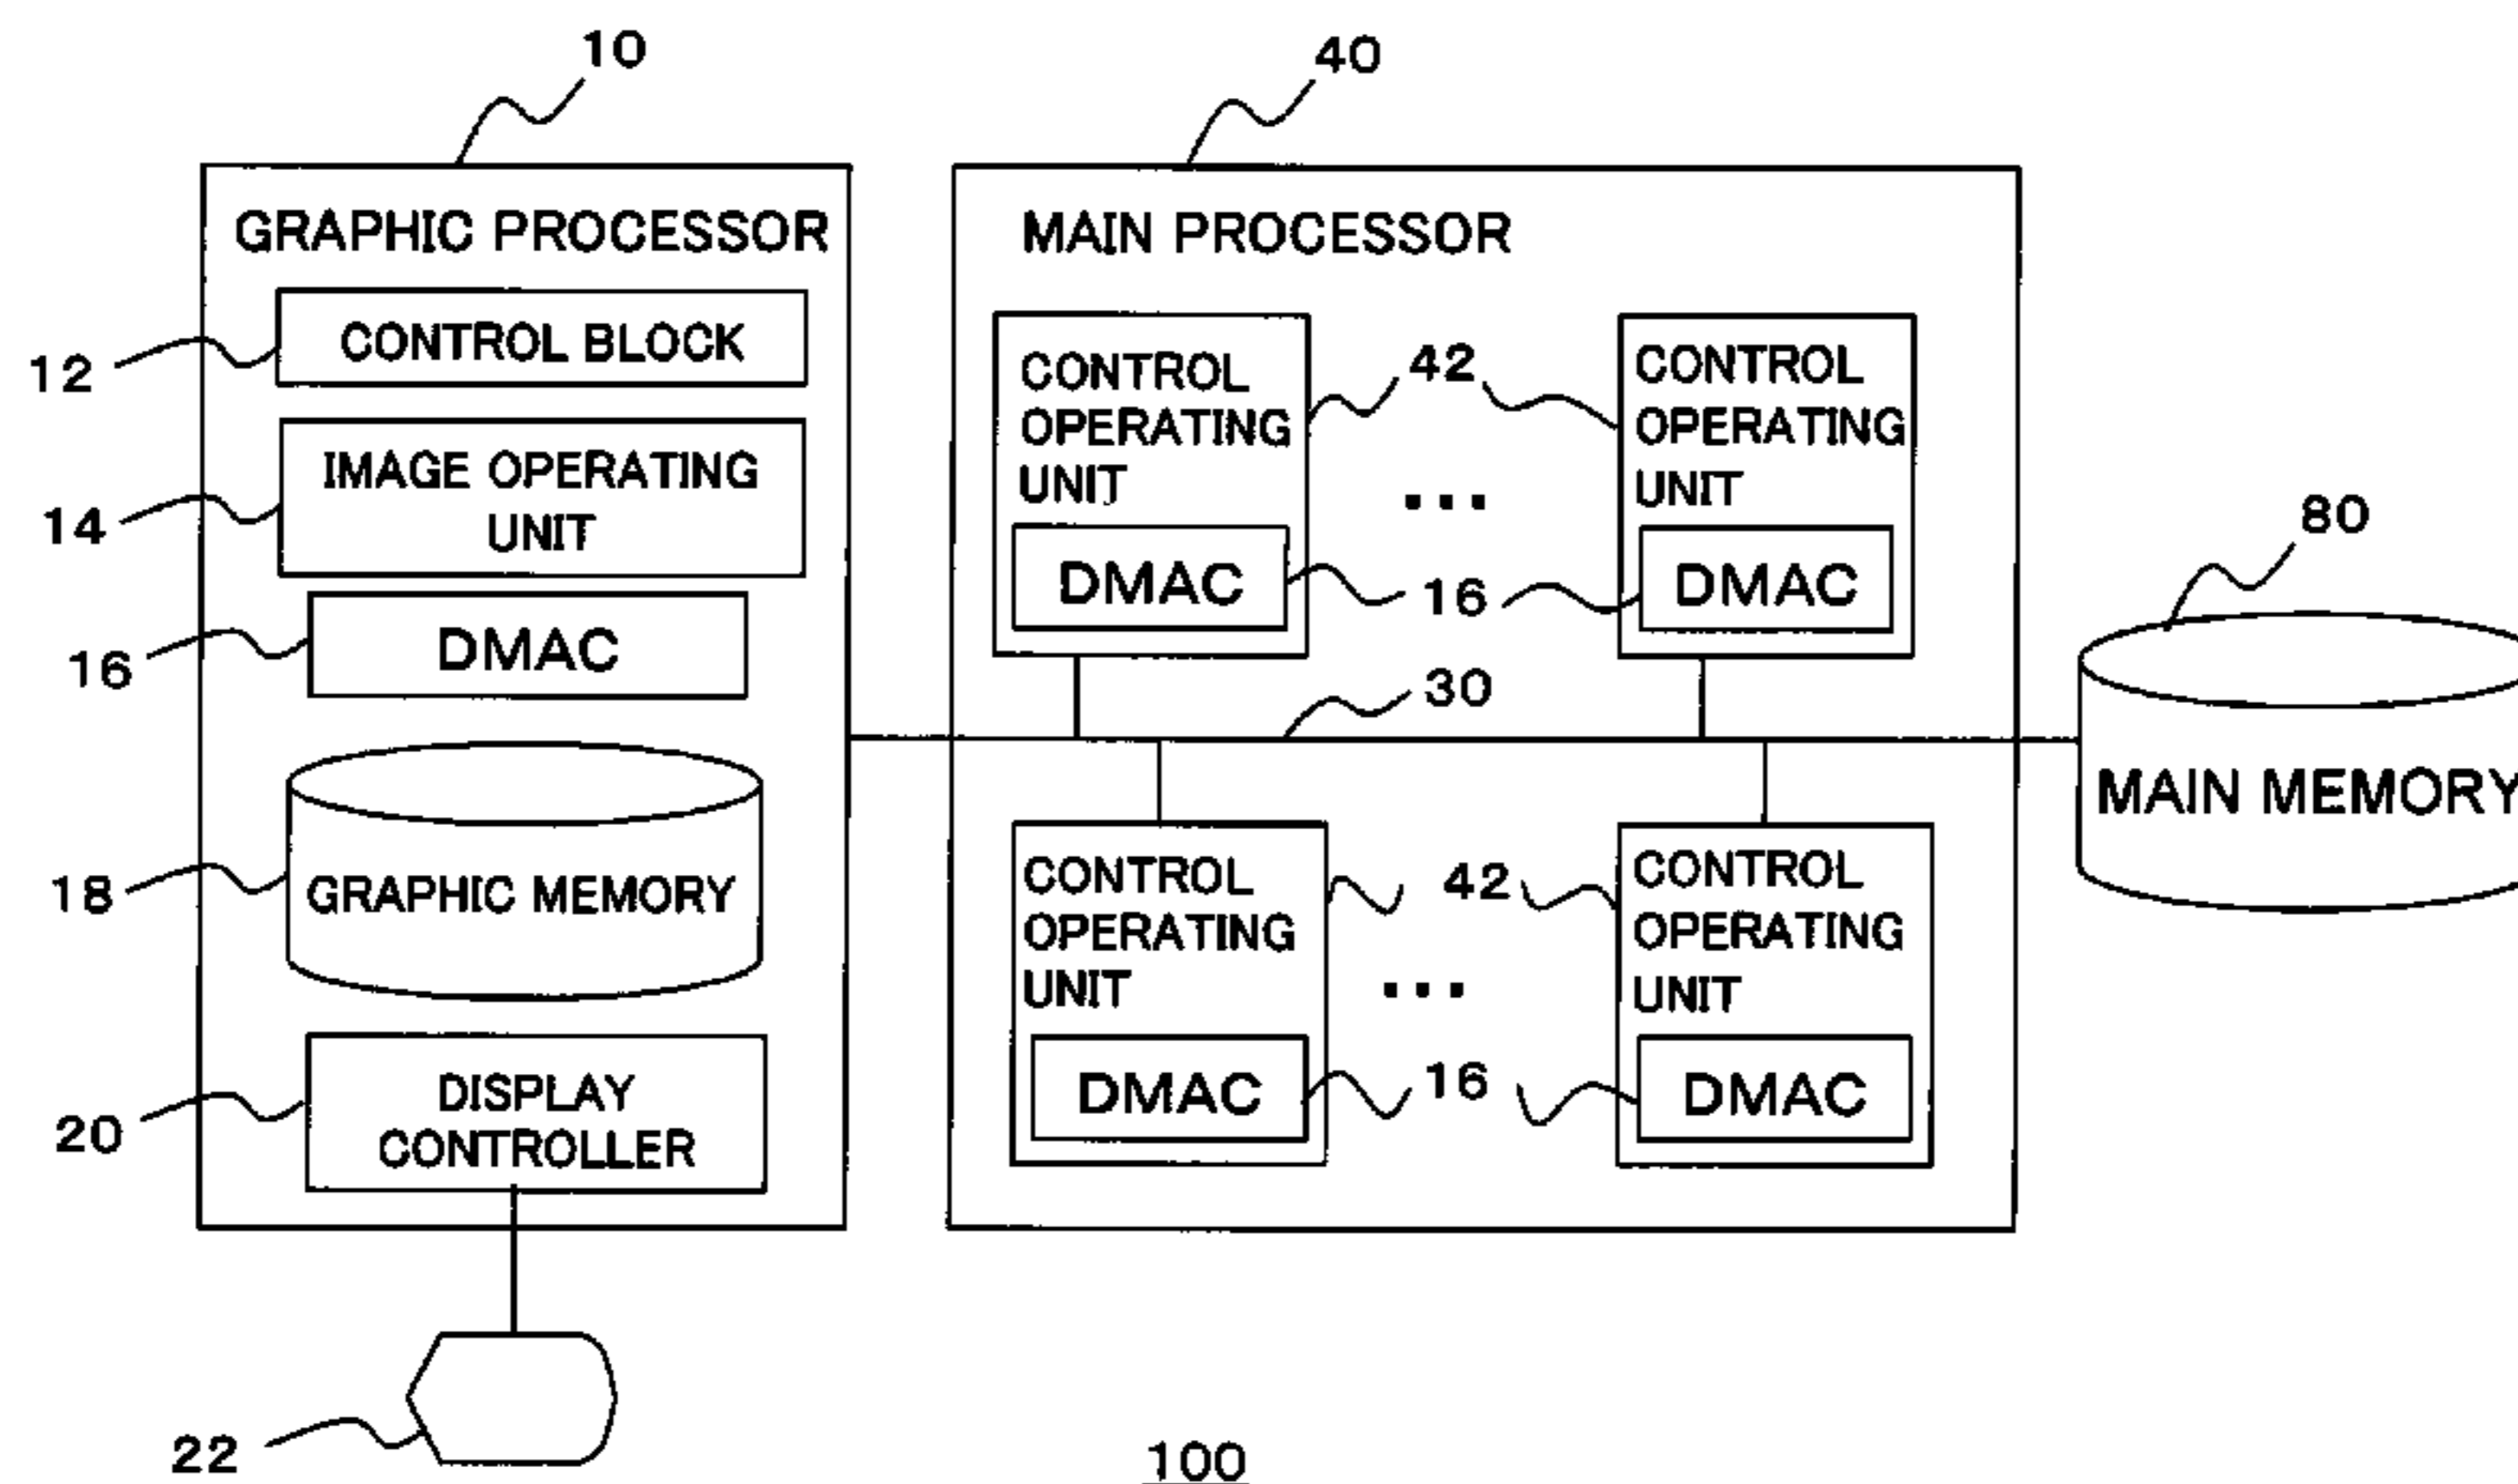 10
40
GRAPHIC PROCESSOR
MAIN PROCESSOR
12
CONTROL BLOCK
14
IMAGE OPERATING
UNIT
16
DMAC
18
GRAPHIC MEMORY
20
DISPLAY
CONTROLLER
22
CONTROL
OPERATING
UNIT
...
DMAC
42
CONTROL
OPERATING
UNIT
DMAC
16
30
CONTROL
OPERATING
UNIT
...
DMAC
42
CONTROL
OPERATING
UNIT
DMAC
16
80
MAIN MEMORY
100